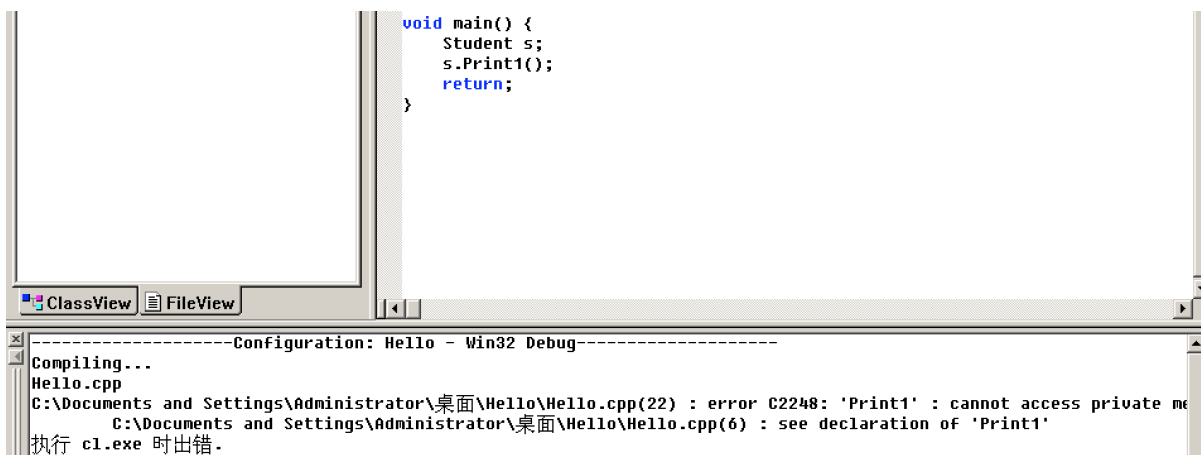 void main() {
Student s;
s.Print1();
return;
}
ClassView FileView
--------------------Configuration: Hello - Win32 Debug--------------------
Compiling...
Hello.cpp
C:\Documents and Settings\Administrator\桌面\Hello\Hello.cpp(22) : error C2248: 'Print1' : cannot access private me
C:\Documents and Settings\Administrator\桌面\Hello\Hello.cpp(6) : see declaration of 'Print1'
执行 cl.exe 时出错.